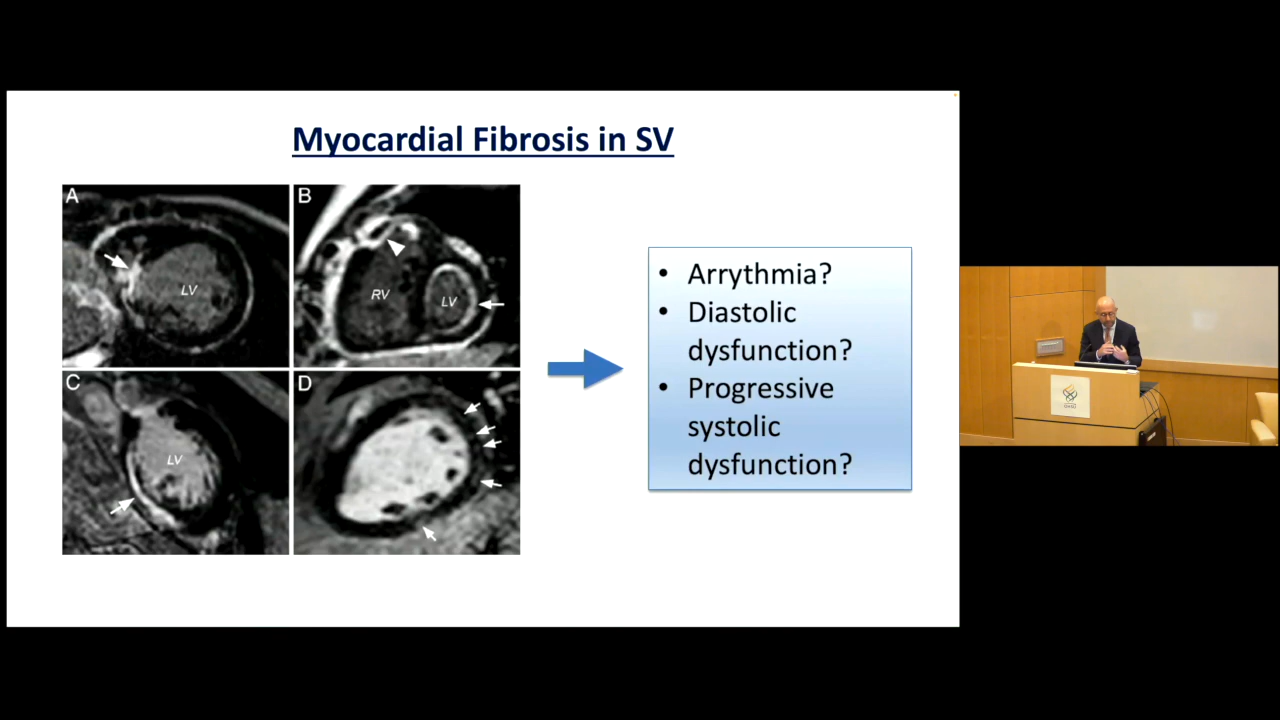 Myocardial Fibrosis in SV
A
B
LV
RV
LV
C
D
LV
• Arrythmia?
• Diastolic
dysfunction?
• Progressive
systolic
dysfunction?